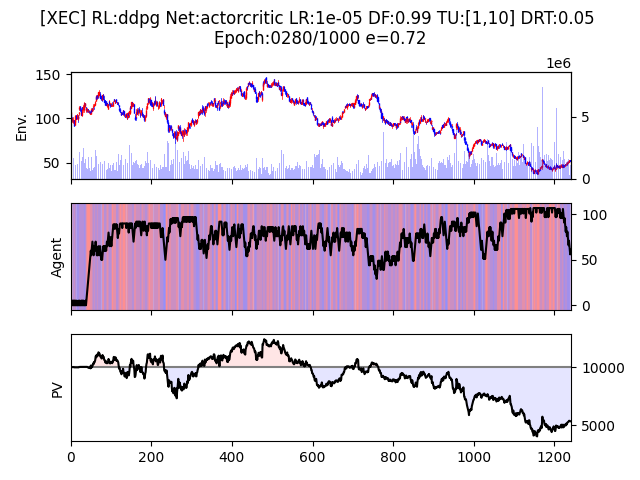 [XEC] RL:ddpg Net:actorcritic LR:1e-05 DF:0.99 TU:[1,10] DRT:0.05
Epoch:0280/1000 e=0.72
1e6
150
100
50
Env.
5
0
Agent
100
50
0
PV
10000
5000
0 200 400 600 800 1000 1200